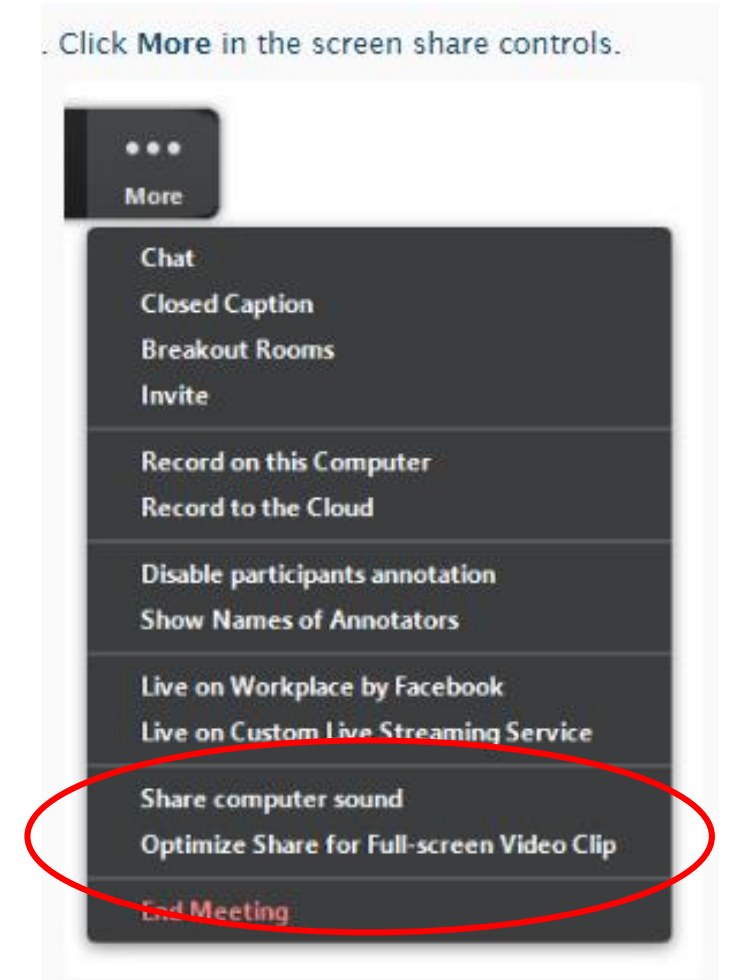 . Click More in the screen share controls.
•••
More
Chat
Closed Caption
Breakout Rooms
Invite
Record on this Computer
Record to the Cloud
Disable participants annotation
Show Names of Annotators
Live on Workplace by Facebook
Live on Custom Live Streaming Service
Share computer sound
Optimize Share for Full-screen Video Clip
End Meeting